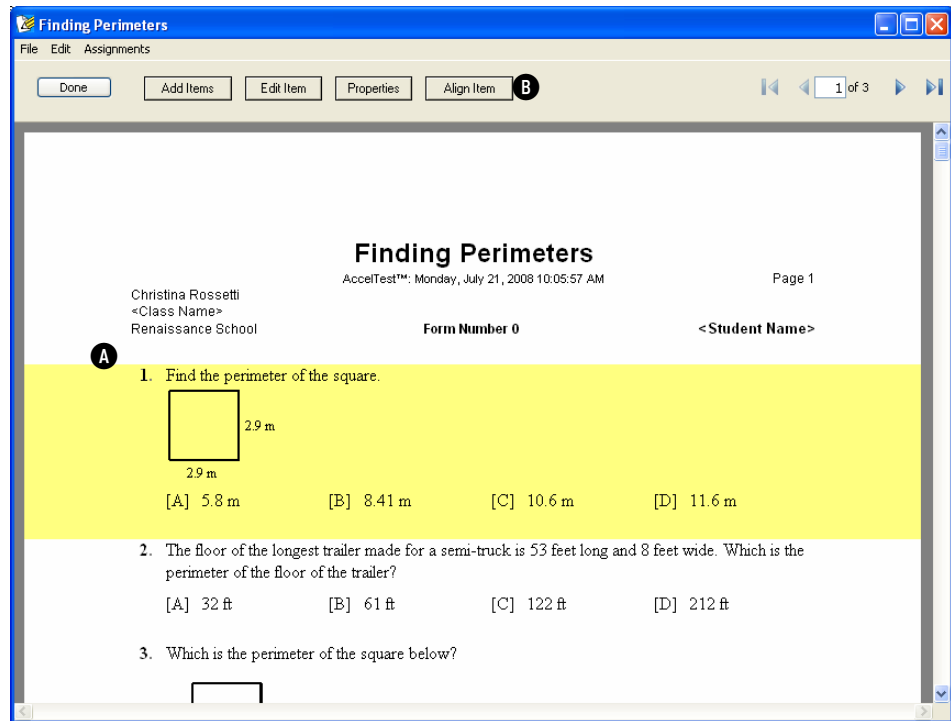 Finding Perimeters
File Edit Assignments
Done Add Items Edit Item Properties Align Item B 1 of 3
Finding Perimeters
AccelTest™: Monday, July 21, 2008 10:05:57 AM Page 1
Christina Rossetti
<Class Name>
Renaissance School Form Number 0 <Student Name>
A
1. Find the perimeter of the square.
2.9 m
2.9 m
[A] 5.8 m [B] 8.41 m [C] 10.6 m [D] 11.6 m
2. The floor of the longest trailer made for a semi-truck is 53 feet long and 8 feet wide. Which is the
perimeter of the floor of the trailer?
[A] 32 ft [B] 61 ft [C] 122 ft [D] 212 ft
3. Which is the perimeter of the square below?